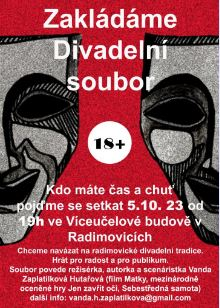 Zakládáme
Divadelní
soubor
18+
Kdo máte čas a chuť
pojďme se setkat 5.10. 23 od
19h ve Víceučelové budově v
Radimovicích
Chceme navázat na radimovické divadelní tradice.
Hrát pro radost a pro publikum.
Soubor povede režisérka, autorka a scenáristka Vanda
Zaplatílková Hutařová (film Matky, mezinárodně
oceněné hry Jen zavřít oči, Sebestředná samota)
další info: vanda.h.zaplatilkova@gmail.com